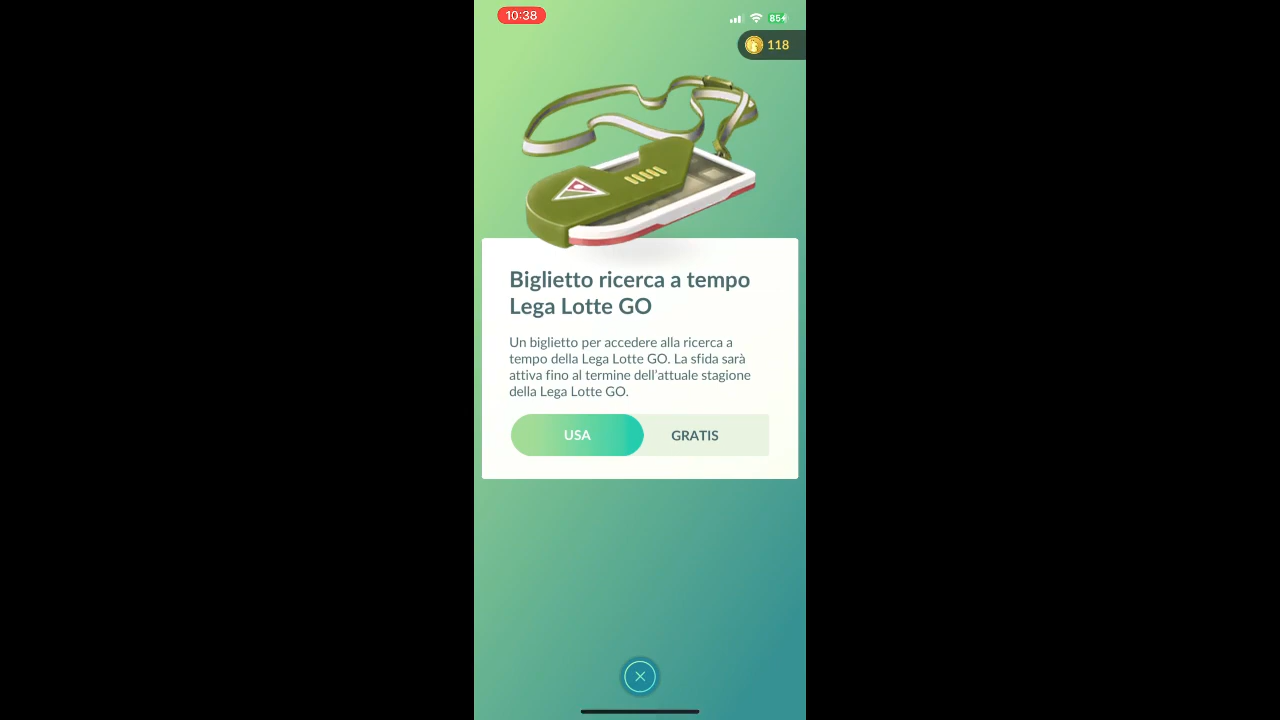 10:38
85
118
Biglietto ricerca a tempo
Lega Lotte GO
Un biglietto per accedere alla ricerca a
tempo della Lega Lotte GO. La sfida sarà
attiva fino al termine dell'attuale stagione
della Lega Lotte GO.
USA
GRATIS